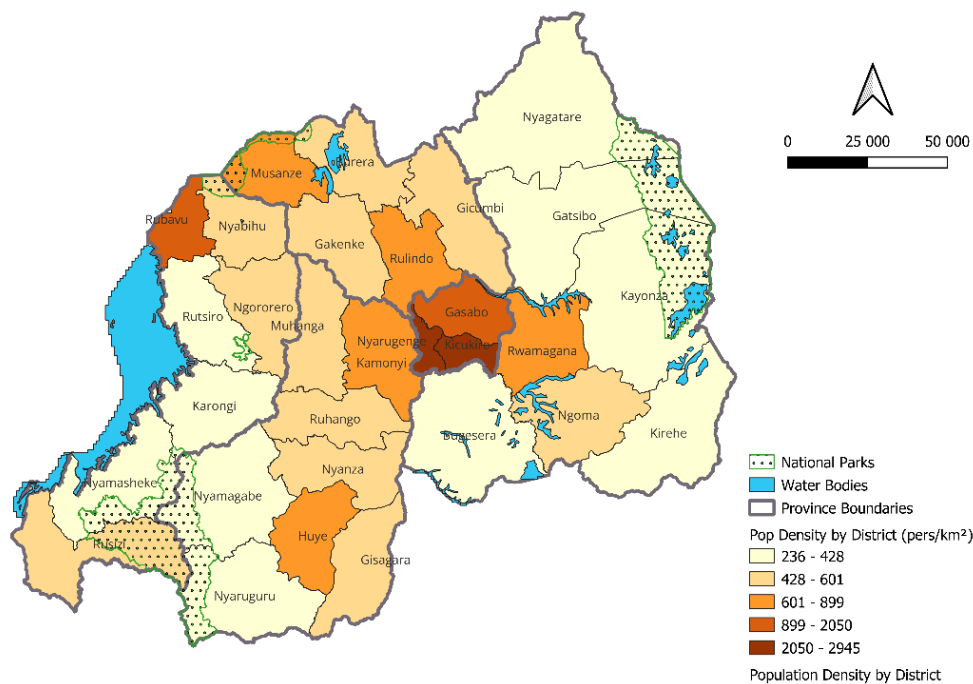 Nyagatare
0 25 000 50 000
Burera
Musanze
Gicumbi
Gatsibo
Rubavu
Nyabihu
Gakenke
Rulindo
Kayonza
Ngororero
Rutsiro
Muhanga
Gasabo
Nyarugenge
Kicukiro
Rwamagana
Kamonyi
Karongi
Ruhango
Ngoma
Bugesera
Kirehe
Nyanza
Nyamasheke
Nyamagabe
Huye
Rusizi
Gisagara
Nyaruguru
National Parks
Water Bodies
Province Boundaries
Pop Density by District (pers/km²)
236 - 428
428 - 601
601 - 899
899 - 2050
2050 - 2945
Population Density by District